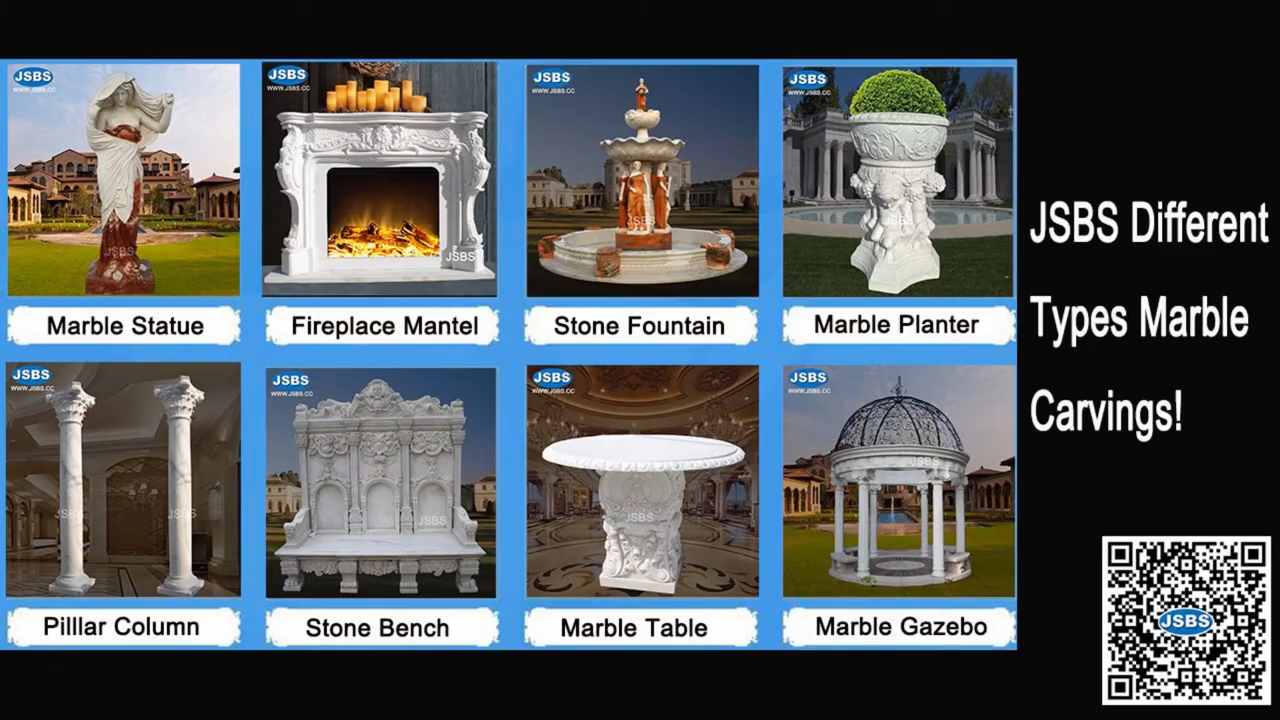 JSBS
WWW.JSBS.CC
JSBS
WWW.JSBS.CC
JSBS
WWW.JSBS.CC
JSBS
WWW.JSBS.CC
JSBS
JSBS
JSBS
JSBS
Marble Statue
Fireplace Mantel
Stone Fountain
Marble Planter
JSBS
WWW.JSBS.CC
JSBS
WWW.JSBS.CC
JSBS
WWW.JSBS.CC
JSBS
WWW.JSBS.CC
JSBS
JSBS
JSBS
JSBS
JSBS
Pilllar Column
Stone Bench
Marble Table
Marble Gazebo
JSBS Different
Types Marble
Carvings!
JSBS